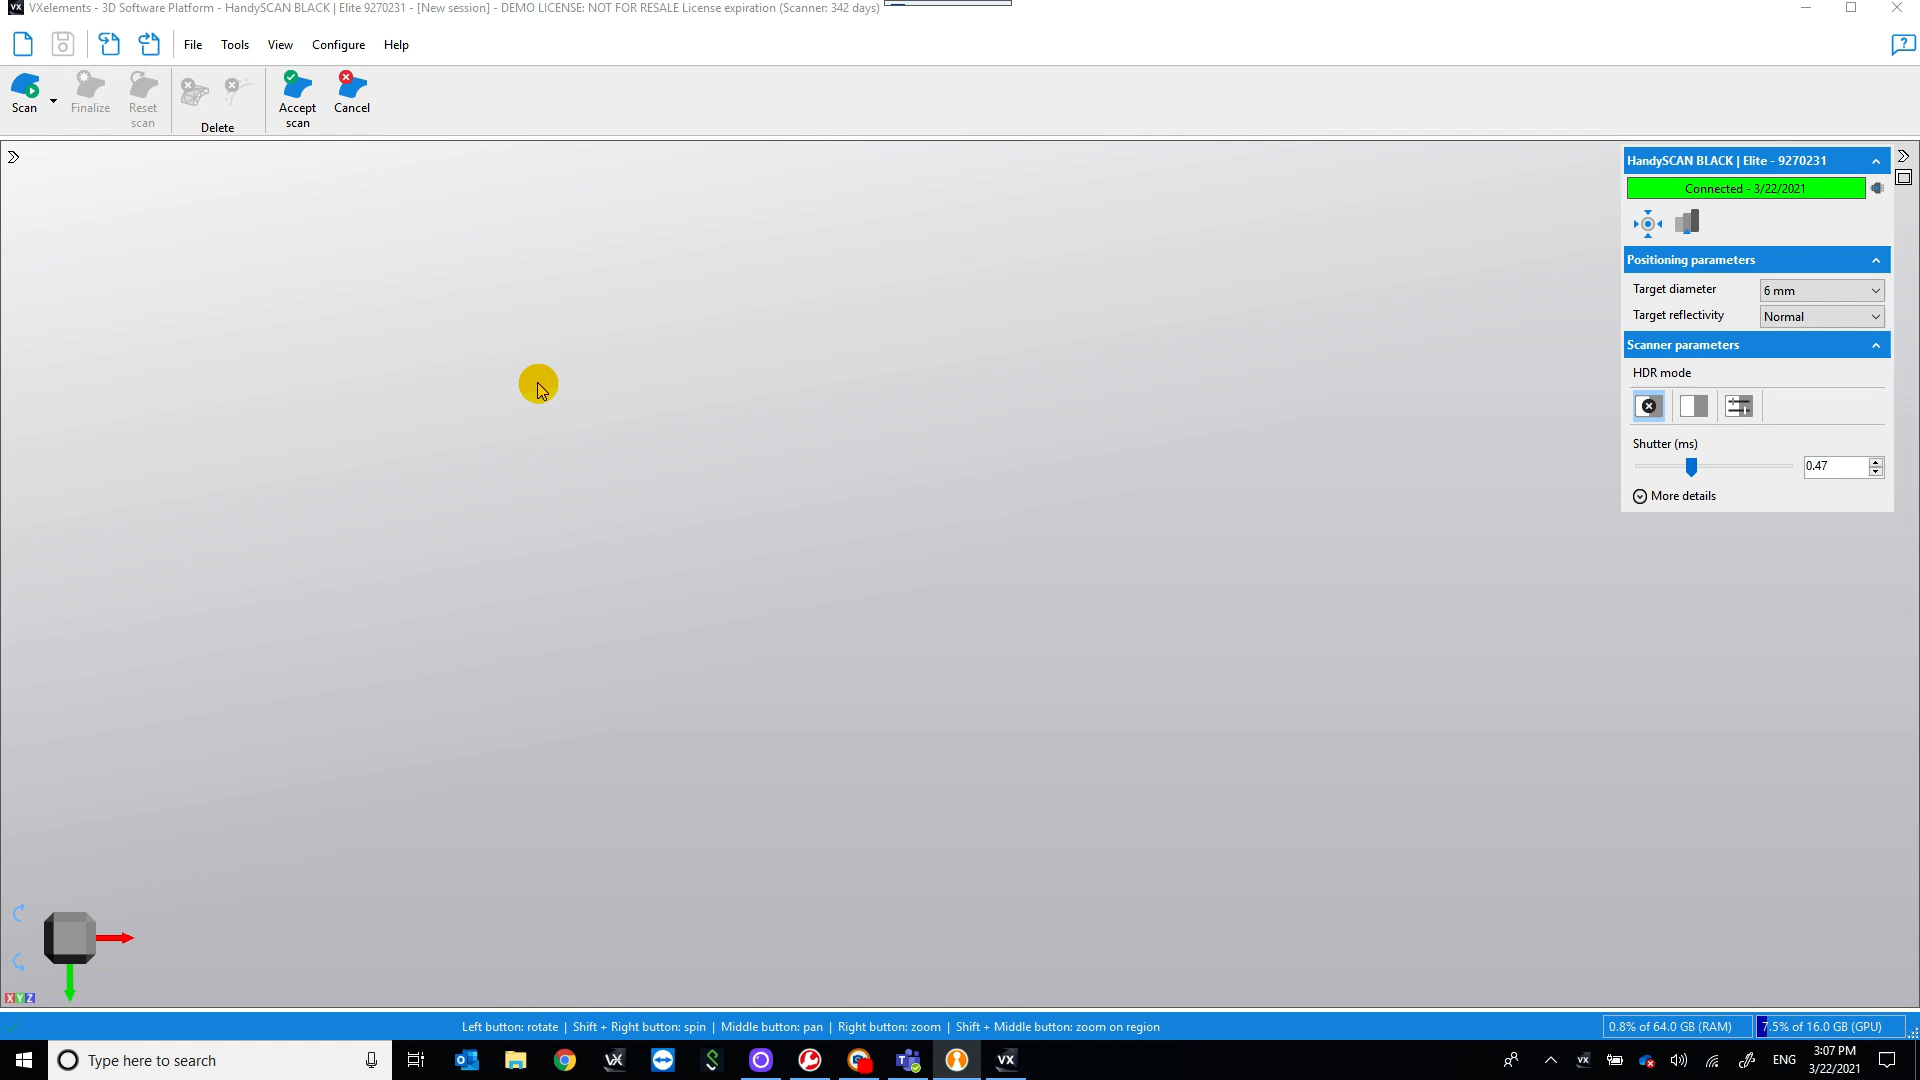 VXelements - 3D Software Platform - HandySCAN BLACK | Elite 9270231 - [New session] - DEMO LICENSE: NOT FOR RESALE License expiration (Scanner: 342 days)
File Tools View Configure Help
Scan
Finalize
Reset scan
Delete
Accept scan
Cancel
HandySCAN BLACK | Elite - 9270231
Connected - 3/22/2021
Positioning parameters
Target diameter 6 mm
Target reflectivity Normal
Scanner parameters
HDR mode
Shutter (ms)
0.47
More details
X Y Z
Left button: rotate | Shift + Right button: spin | Middle button: pan | Right button: zoom | Shift + Middle button: zoom on region
0.8% of 64.0 GB (RAM) 7.5% of 16.0 GB (GPU)
Type here to search
ENG
3:07 PM
3/22/2021